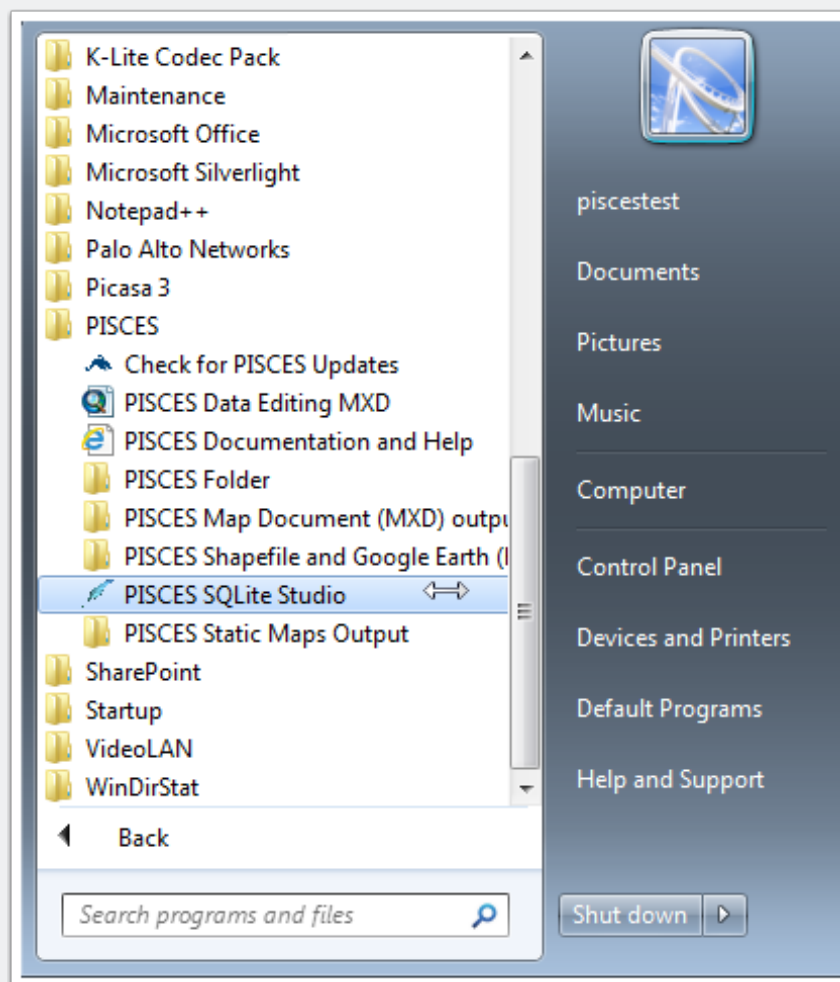 K-Lite Codec Pack
Maintenance
Microsoft Office
Microsoft Silverlight
Notepad++
Palo Alto Networks
Picasa 3
PISCES
Check for PISCES Updates
PISCES Data Editing MXD
PISCES Documentation and Help
PISCES Folder
PISCES Map Document (MXD)
PISCES Shapefile and Google Earth
PISCES SQLite Studio
PISCES Static Maps Output
SharePoint
Startup
VideoLAN
WinDirStat
Back
Search programs and files
piscestest
Documents
Pictures
Music
Computer
Control Panel
Devices and Printers
Default Programs
Help and Support
Shut down